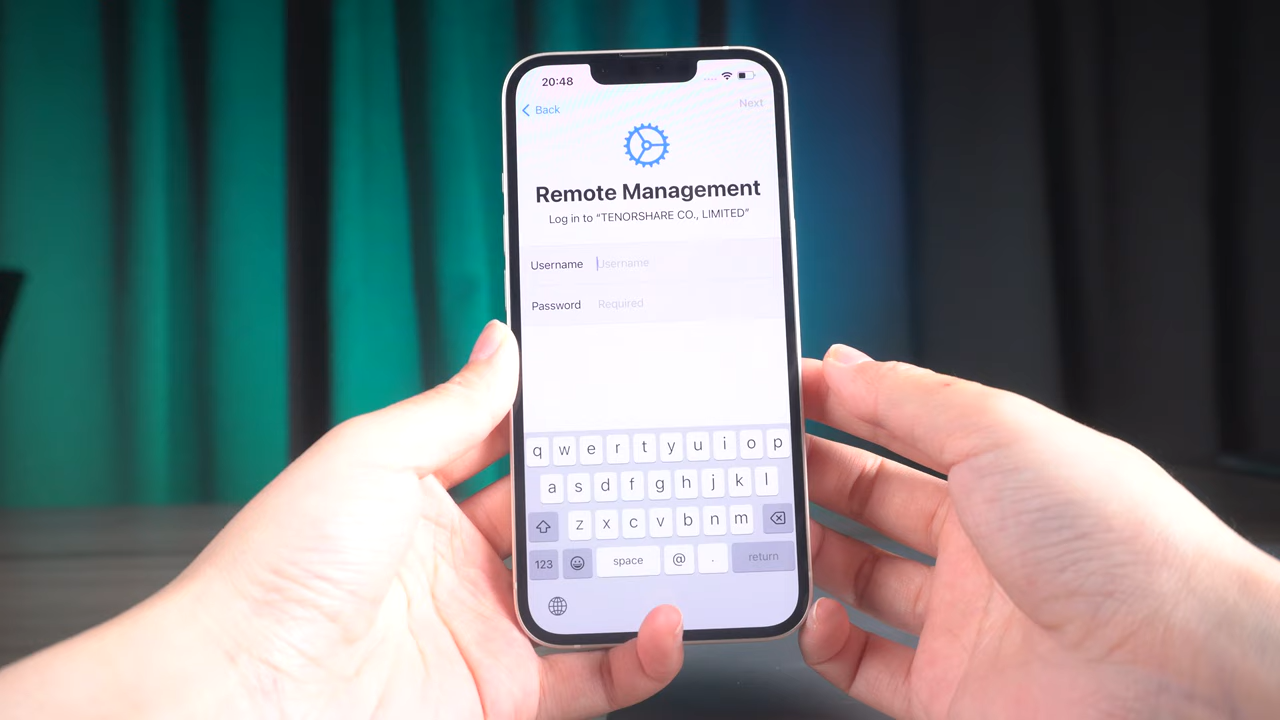 20:48
Back
Next
Remote Management
Log in to “TENORSHARE CO., LIMITED”
Username Username
Password Required
q w e r t y u i o p
a s d f g h j k l
z x c v b n m
123 space @ . return